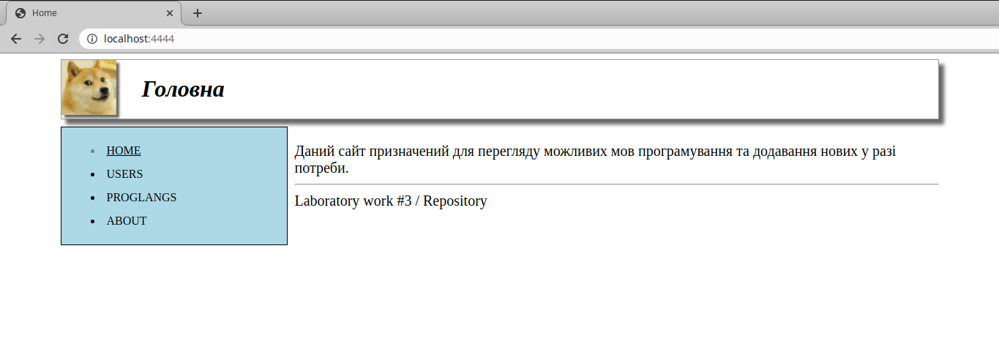 Home
localhost:4444
Головна
HOME
USERS
PROGLANGS
ABOUT
Даний сайт призначений для перегляду можливих мов програмування та додавання нових у разі
потреби.
Laboratory work #3 / Repository